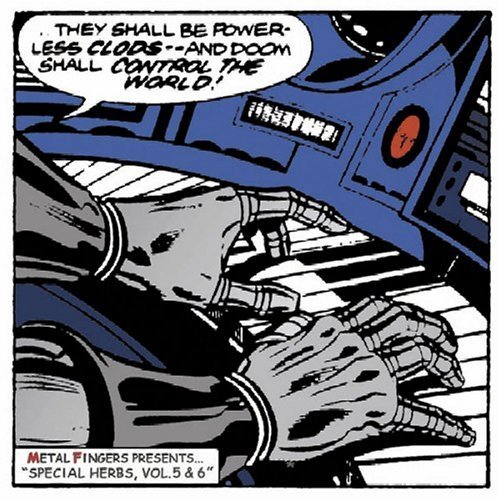 ..THEY SHALL BE POWER-
LESS CLODS--AND DOOM
SHALL CONTROL THE
WORLD!
METAL FINGERS PRESENTS...
"SPECIAL HERBS, VOL.5 & 6"